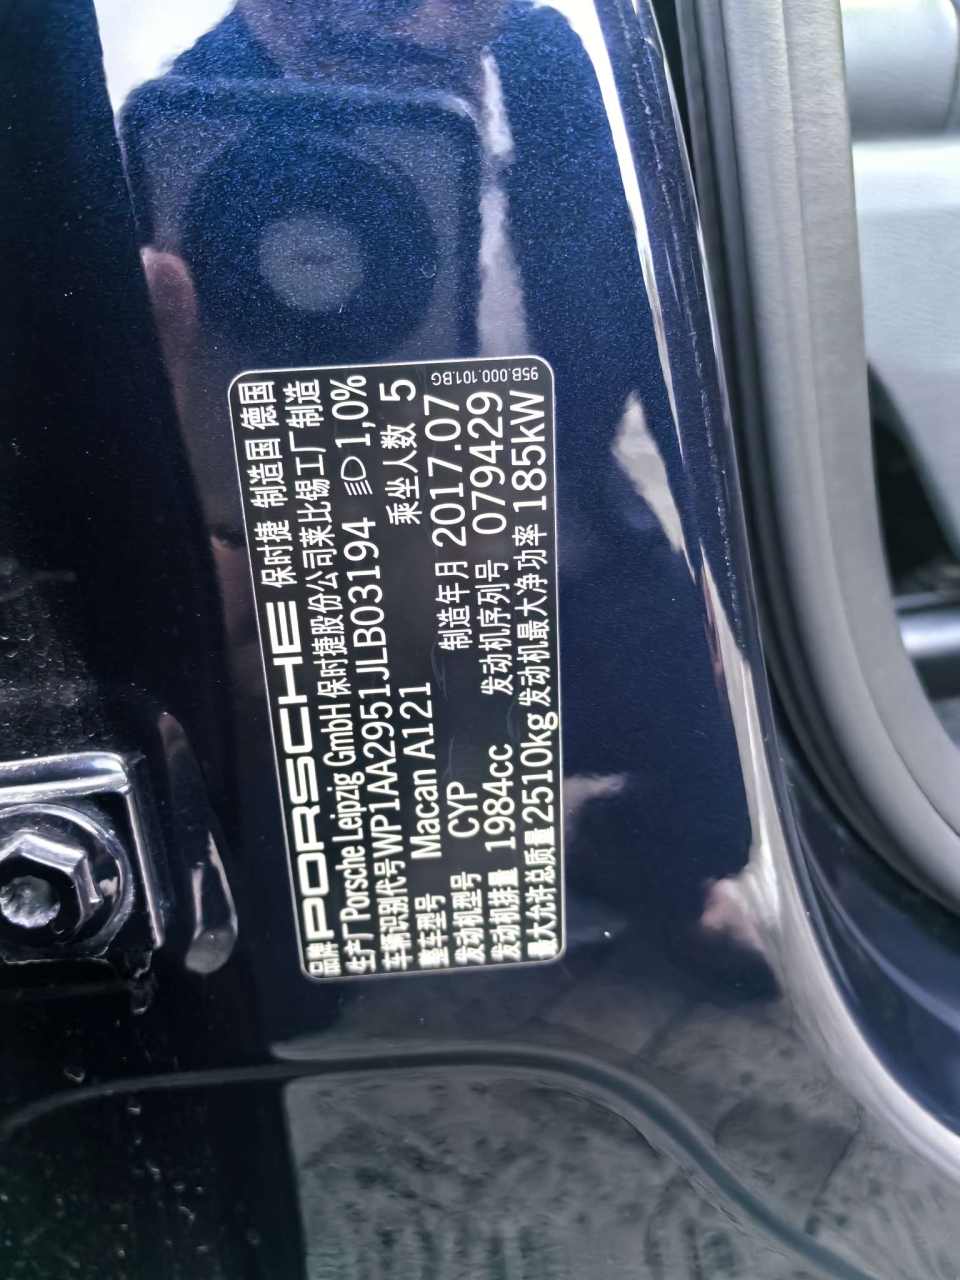 品牌 PORSCHE 保时捷 制造国 德国
生产厂 Porsche Leipzig GmbH 保时捷股份公司莱比锡工厂制造
车辆识别代号 WP1AA2951JLB03194 1,0%
整车型号 Macan A121 乘坐人数 5
发动机型号 CYP 制造年月 2017.07
发动机排量 1984cc 发动机序列号 079429
最大允许总质量 2510kg 发动机最大净功率 185kW
95B.000.101.BG